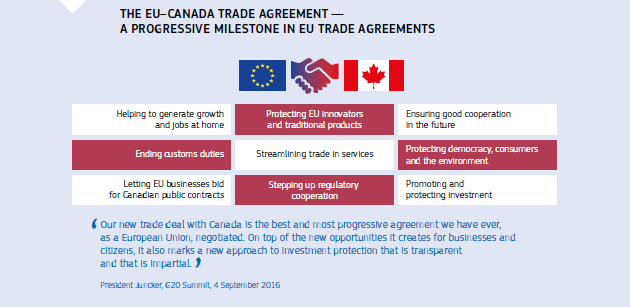 THE EU–CANADA TRADE AGREEMENT —
A PROGRESSIVE MILESTONE IN EU TRADE AGREEMENTS
Helping to generate growth
and jobs at home
Protecting EU innovators
and traditional products
Ensuring good cooperation
in the future
Ending customs duties
Streamlining trade in services
Protecting democracy, consumers
and the environment
Letting EU businesses bid
for Canadian public contracts
Stepping up regulatory
cooperation
Promoting and
protecting investment
‘Our new trade deal with Canada is the best and most progressive agreement we have ever,
as a European Union, negotiated. On top of the new opportunities it creates for businesses and
citizens, it also marks a new approach to investment protection that is transparent
and that is impartial.’
President Juncker, G20 Summit, 4 September 2016